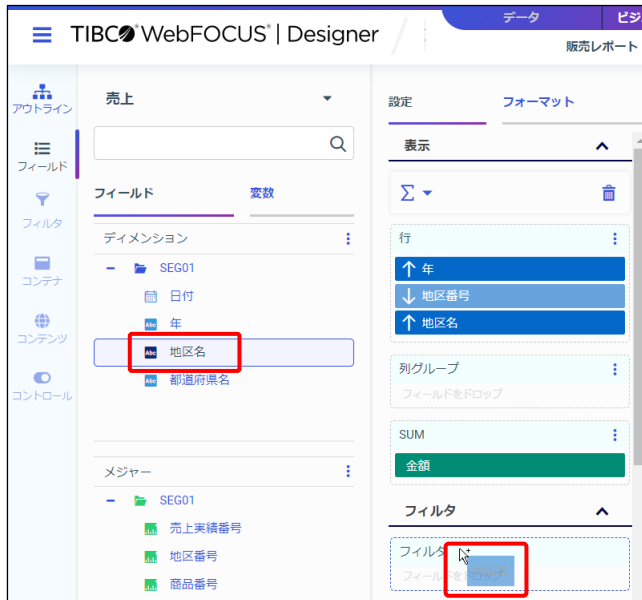 データ
ビジ
TIBCO® WebFOCUS® | Designer
販売レポート
アウトライン
フィールド
フィルタ
コンテナ
コンテンツ
コントロール
売上
フィールド
変数
ディメンション
SEG01
日付
Abc 年
Abc 地区名
Abc 都道府県名
メジャー
SEG01
売上実績番号
地区番号
商品番号
設定
フォーマット
表示
Σ
行
↑ 年
↓ 地区番号
↑ 地区名
列グループ
フィールドをドロップ
SUM
金額
フィルタ
フィルタ
フィールドをドロップ